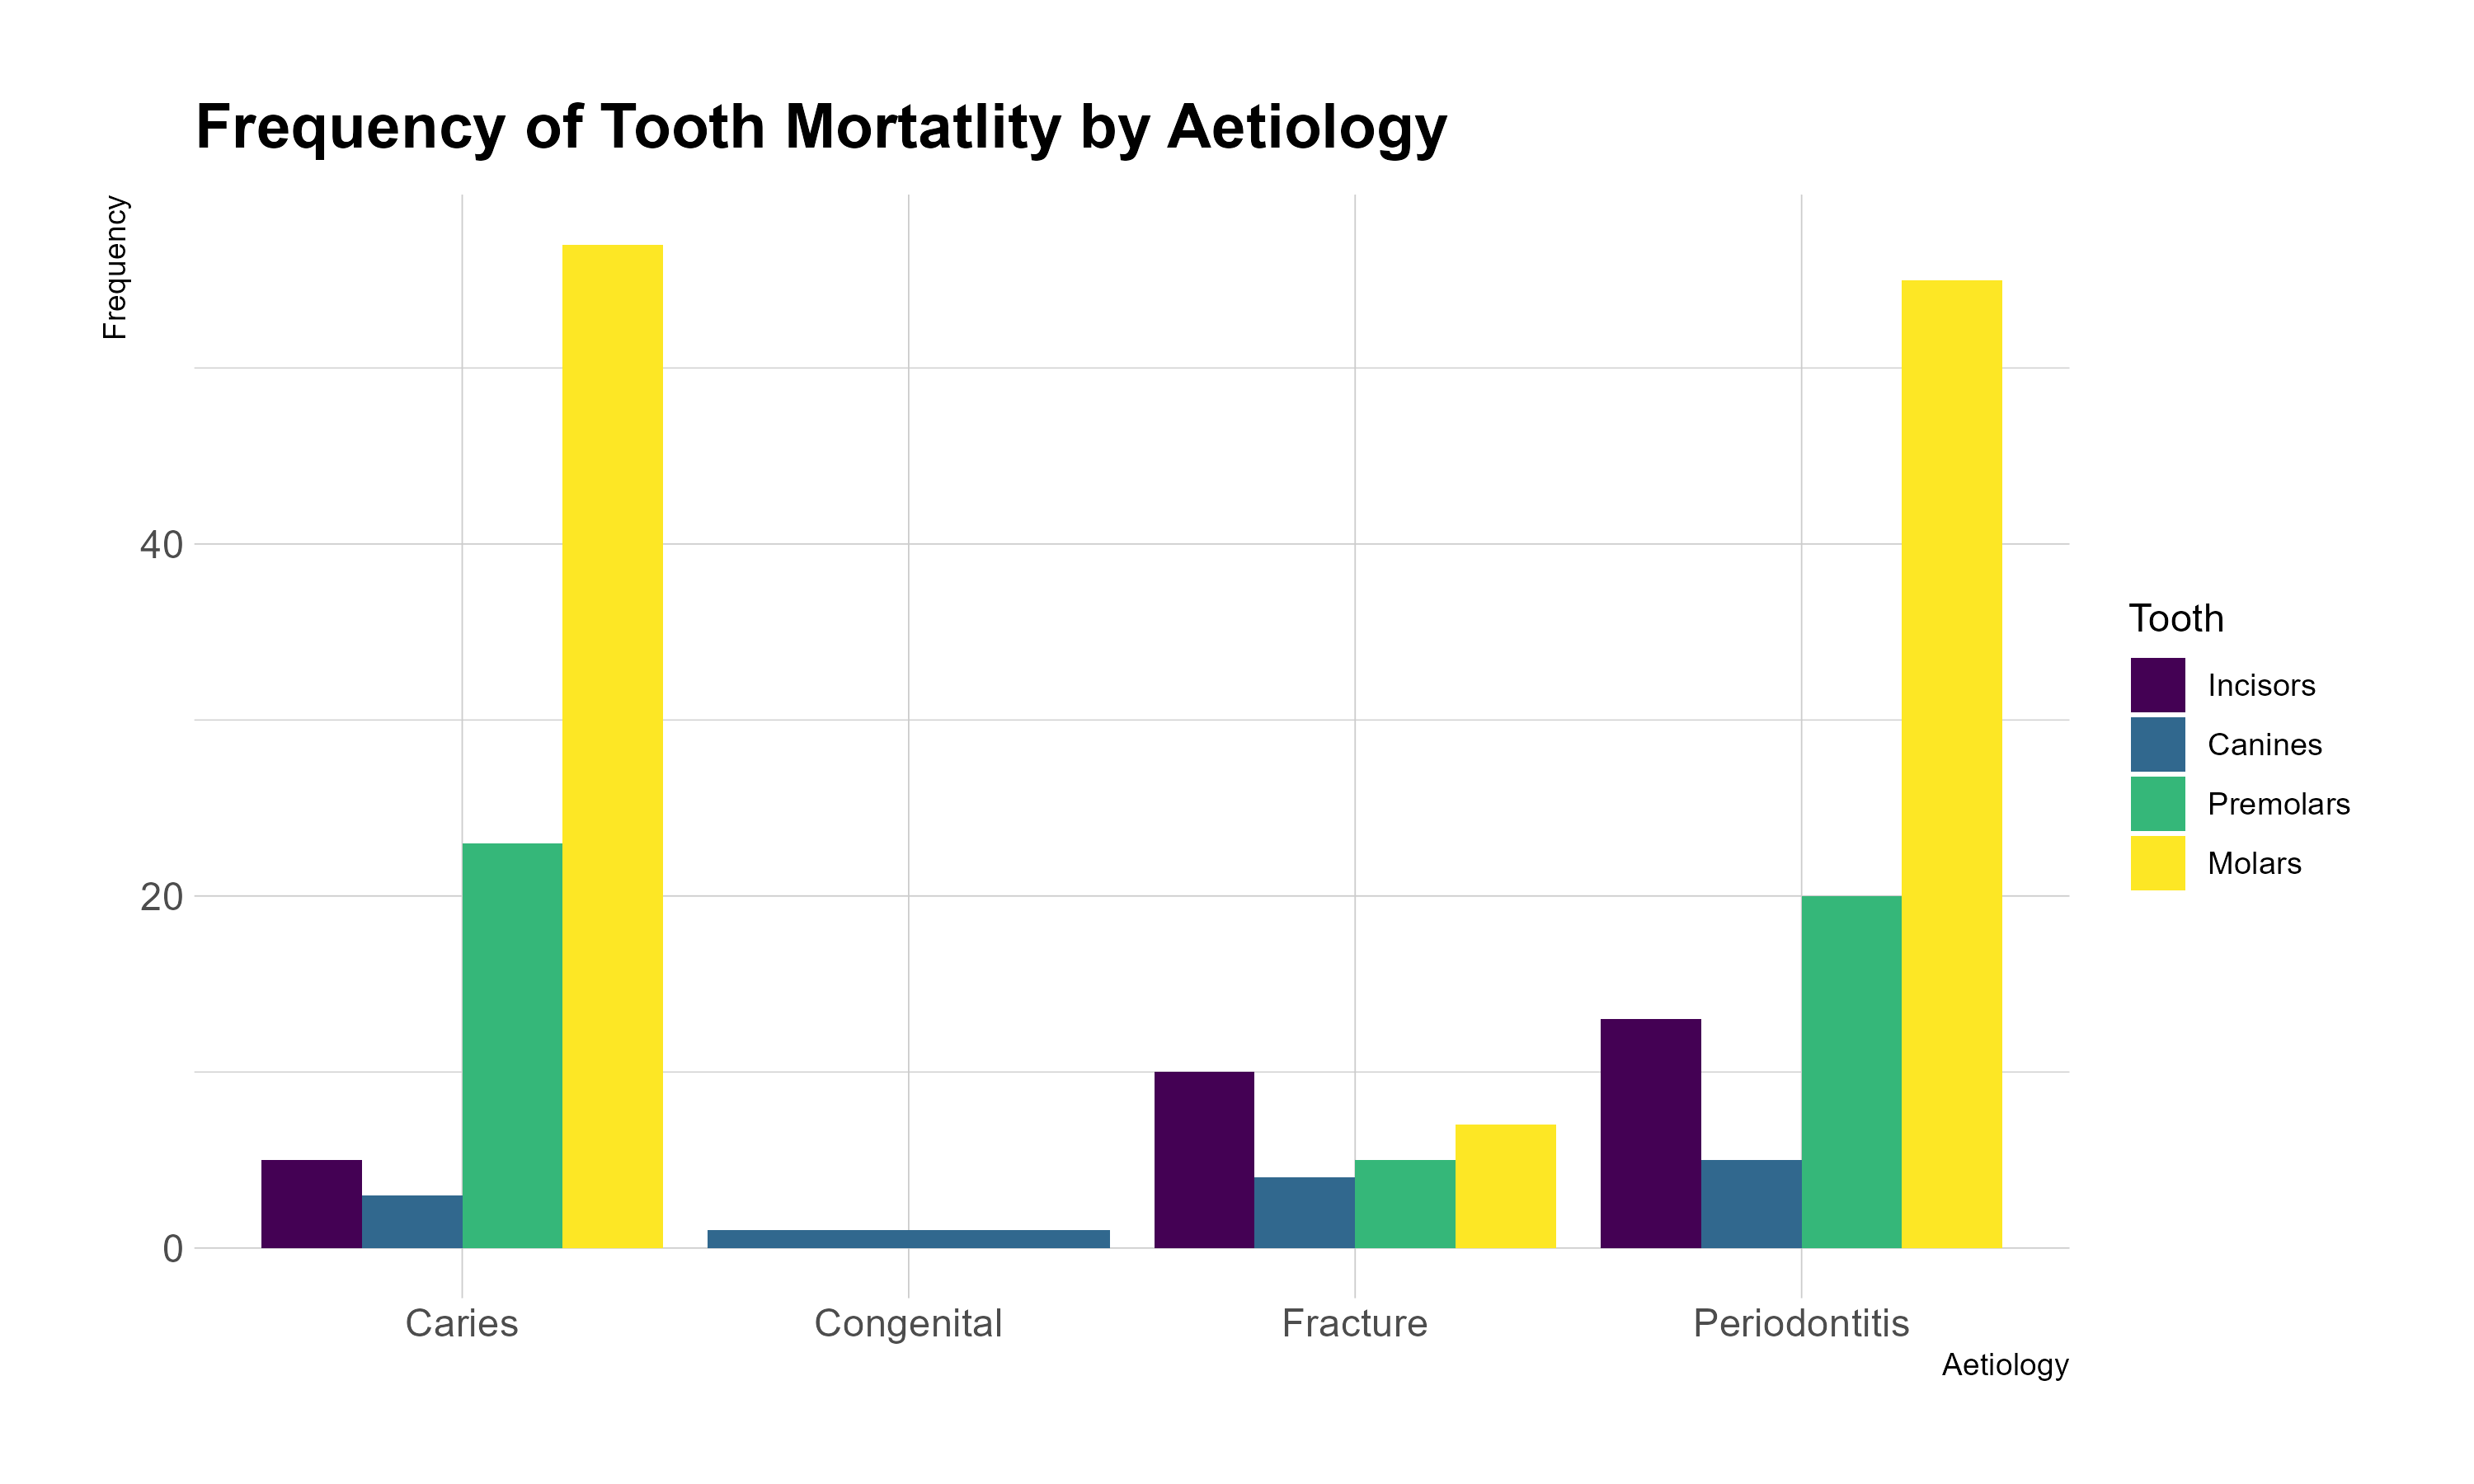 Frequency of Tooth Mortatlity by Aetiology
Frequency
40
20
0
Caries
Congenital
Fracture
Periodontitis
Aetiology
Tooth
Incisors
Canines
Premolars
Molars